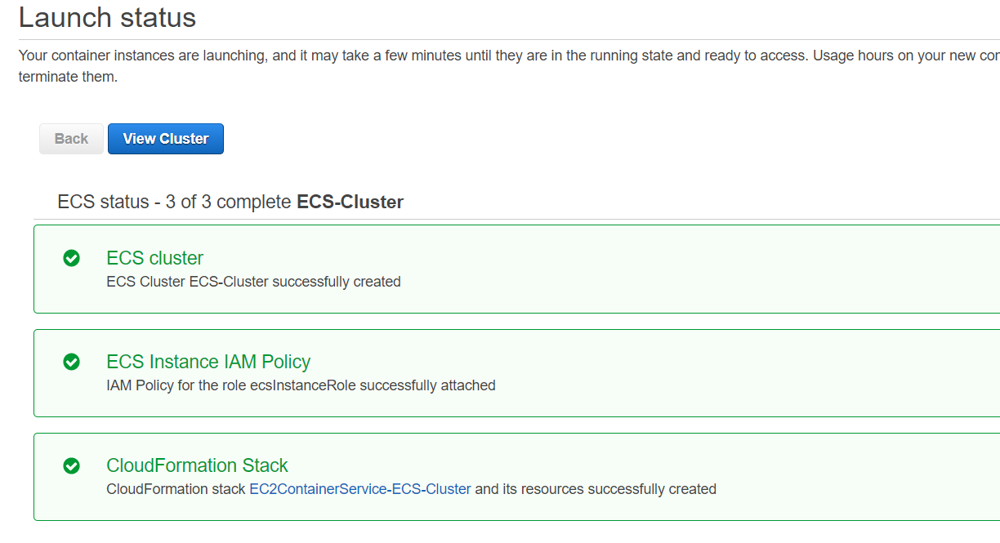 Launch status
Your container instances are launching, and it may take a few minutes until they are in the running state and ready to access. Usage hours on your new
terminate them.
Back View Cluster
ECS status - 3 of 3 complete ECS-Cluster
ECS cluster
ECS Cluster ECS-Cluster successfully created
ECS Instance IAM Policy
IAM Policy for the role ecsInstanceRole successfully attached
CloudFormation Stack
CloudFormation stack EC2ContainerService-ECS-Cluster and its resources successfully created